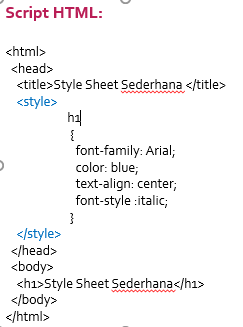 Script HTML:
<html>
<head>
<title>Style Sheet Sederhana </title>
<style>
h1
{
font-family: Arial;
color: blue;
text-align: center;
font-style :italic;
}
</style>
</head>
<body>
<h1>Style Sheet Sederhana</h1>
</body>
</html>